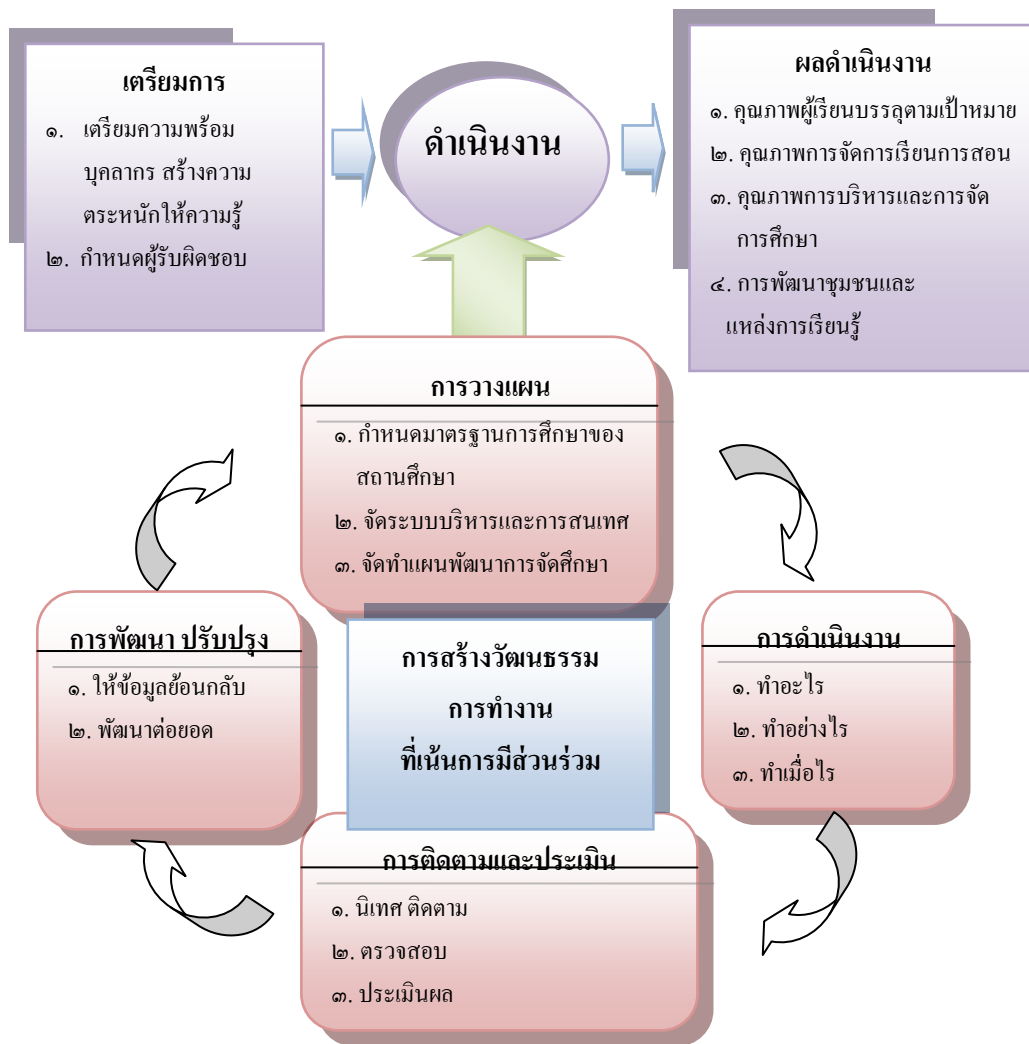 เตรียมการ
๑. เตรียมความพร้อม
บุคลากร สร้างความ
ตระหนักให้ความรู้
๒. กำหนดผู้รับผิดชอบ
ดำเนินงาน
ผลดำเนินงาน
๑. คุณภาพผู้เรียนบรรลุตามเป้าหมาย
๒. คุณภาพการจัดการเรียนการสอน
๓. คุณภาพการบริหารและการจัด
การศึกษา
๔. การพัฒนาชุมชนและ
แหล่งการเรียนรู้
การวางแผน
๑. กำหนดมาตรฐานการศึกษาของ
สถานศึกษา
๒. จัดระบบบริหารและการสนเทศ
๓. จัดทำแผนพัฒนาการจัดศึกษา
การดำเนินงาน
๑. ทำอะไร
๒. ทำอย่างไร
๓. ทำเมื่อไร
การติดตามและประเมิน
๑. นิเทศ ติดตาม
๒. ตรวจสอบ
๓. ประเมินผล
การพัฒนา ปรับปรุง
๑. ให้ข้อมูลย้อนกลับ
๒. พัฒนาต่อยอด
การสร้างวัฒนธรรม
การทำงาน
ที่เน้นการมีส่วนร่วม